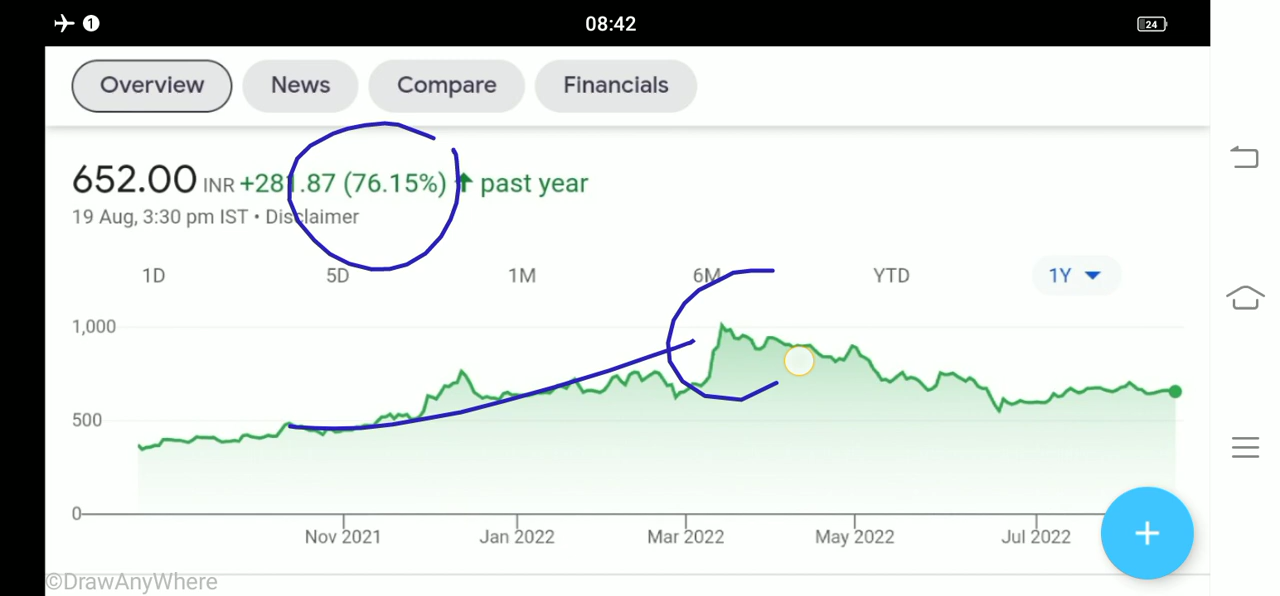 1 08:42 24
Overview News Compare Financials
652.00 INR +281.87 (76.15%) ↑ past year
19 Aug, 3:30 pm IST • Disclaimer
1D 5D 1M 6M YTD 1Y
1,000
500
0
Nov 2021 Jan 2022 Mar 2022 May 2022 Jul 2022
©DrawAnyWhere